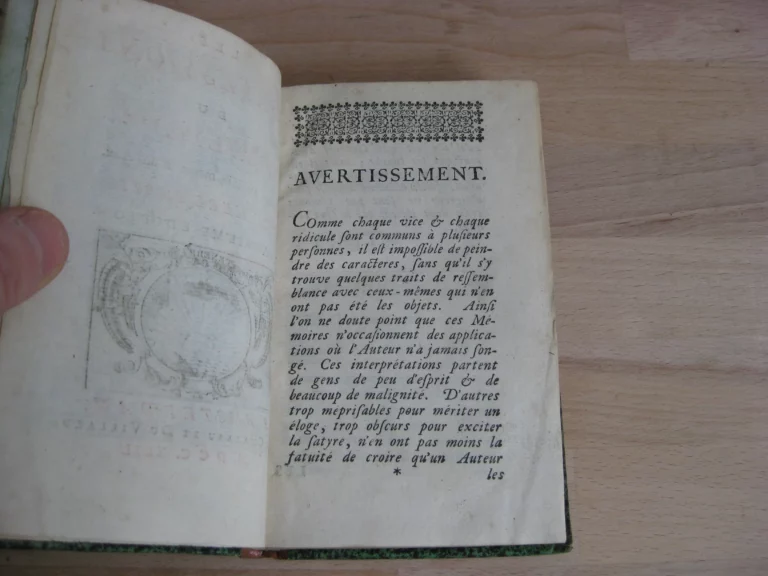 AVERTISSEMENT.
Comme chaque vice & chaque
ridicule ſont communs à pluſieurs
perſonnes, il eſt impoſſible de pein-
dre des caracteres, ſans qu'il s'y
trouve quelques traits de reſſem-
blance avec ceux-mêmes qui n'en
ont pas été les objets. Ainſi
l'on ne doute point que ces Mé-
moires n'occaſionnent des applica-
tions où l'Auteur n'a jamais ſon-
gé. Ces interprétations partent
de gens de peu d'eſprit & de
beaucoup de malignite. D'autres
trop mepriſables pour mériter un
éloge, trop obſcurs pour exciter
la ſatyre, n'en ont pas moins la
fatuité de croire qu'un Auteur
* les